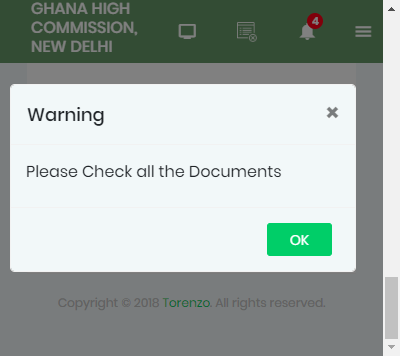 GHANA HIGH
COMMISSION,
NEW DELHI
4
Warning
Please Check all the Documents
OK
Copyright © 2018 Torenzo. All rights reserved.